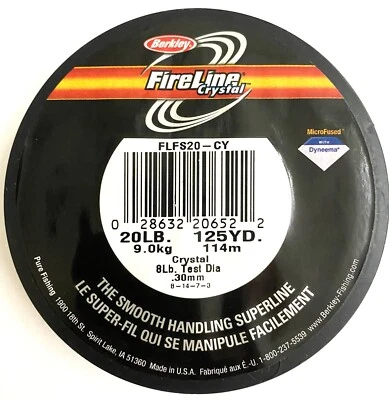 Berkley
FireLine
Crystal
MicroFused
with
Dyneema®
FLFS20-CY
0 28632 20652 2
20LB. 125YD.
9.0kg 114m
Crystal
8Lb. Test Dia
.30mm
8-14-7-3
THE SMOOTH HANDLING SUPERLINE
LE SUPER-FIL QUI SE MANIPULE FACILEMENT
Pure Fishing 1900 18th St. Spirit Lake, IA 51360 Made in U.S.A. Fabriqué aux É.-U. 1-800-237-5539 www.Berkley-Fishing.com